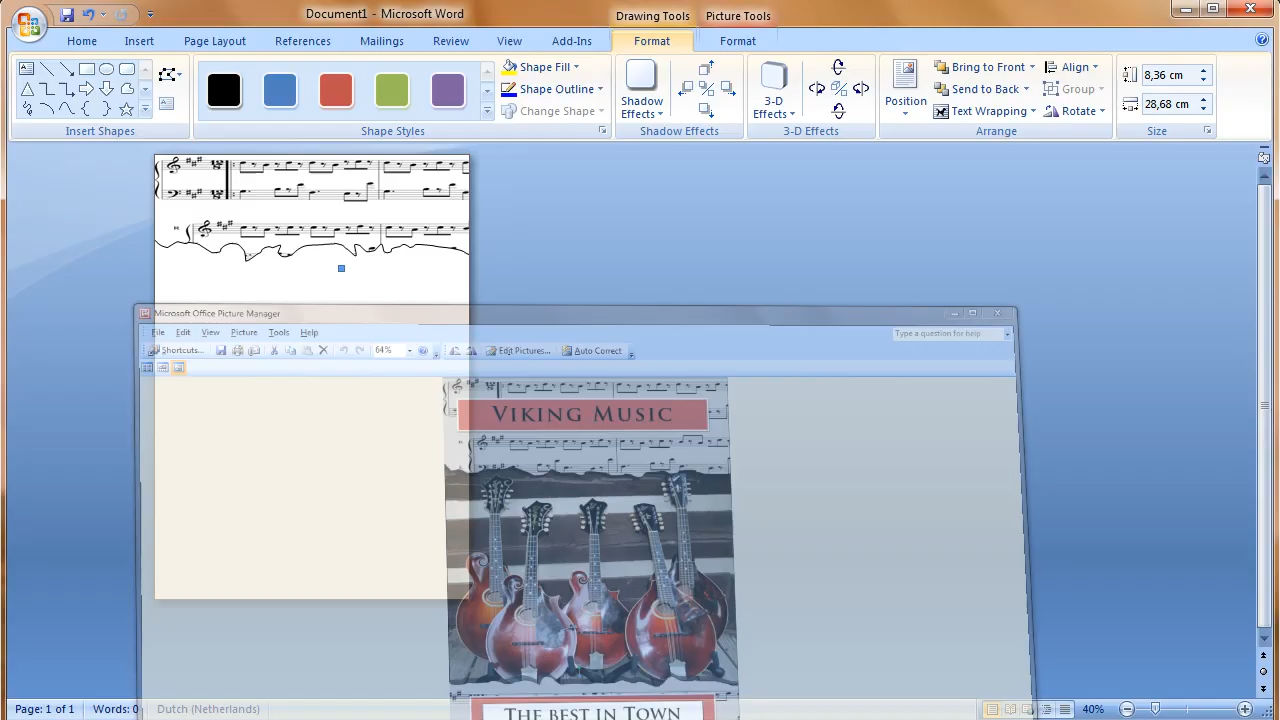 Document1 - Microsoft Word
Drawing Tools
Picture Tools
Home
Insert
Page Layout
References
Mailings
Review
View
Add-Ins
Format
Format
Shape Fill
Shape Outline
Change Shape
Shadow
Effects
3-D
Effects
Position
Bring to Front
Send to Back
Text Wrapping
Align
Group
Rotate
8,36 cm
28,68 cm
Insert Shapes
Shape Styles
Shadow Effects
3-D Effects
Arrange
Size
Microsoft Office Picture Manager
File
Edit
View
Picture
Tools
Help
Type a question for help
Shortcuts...
64%
Edit Pictures...
Auto Correct
VIKING MUSIC
THE BEST IN TOWN
Page: 1 of 1
Words: 0
Dutch (Netherlands)
40%